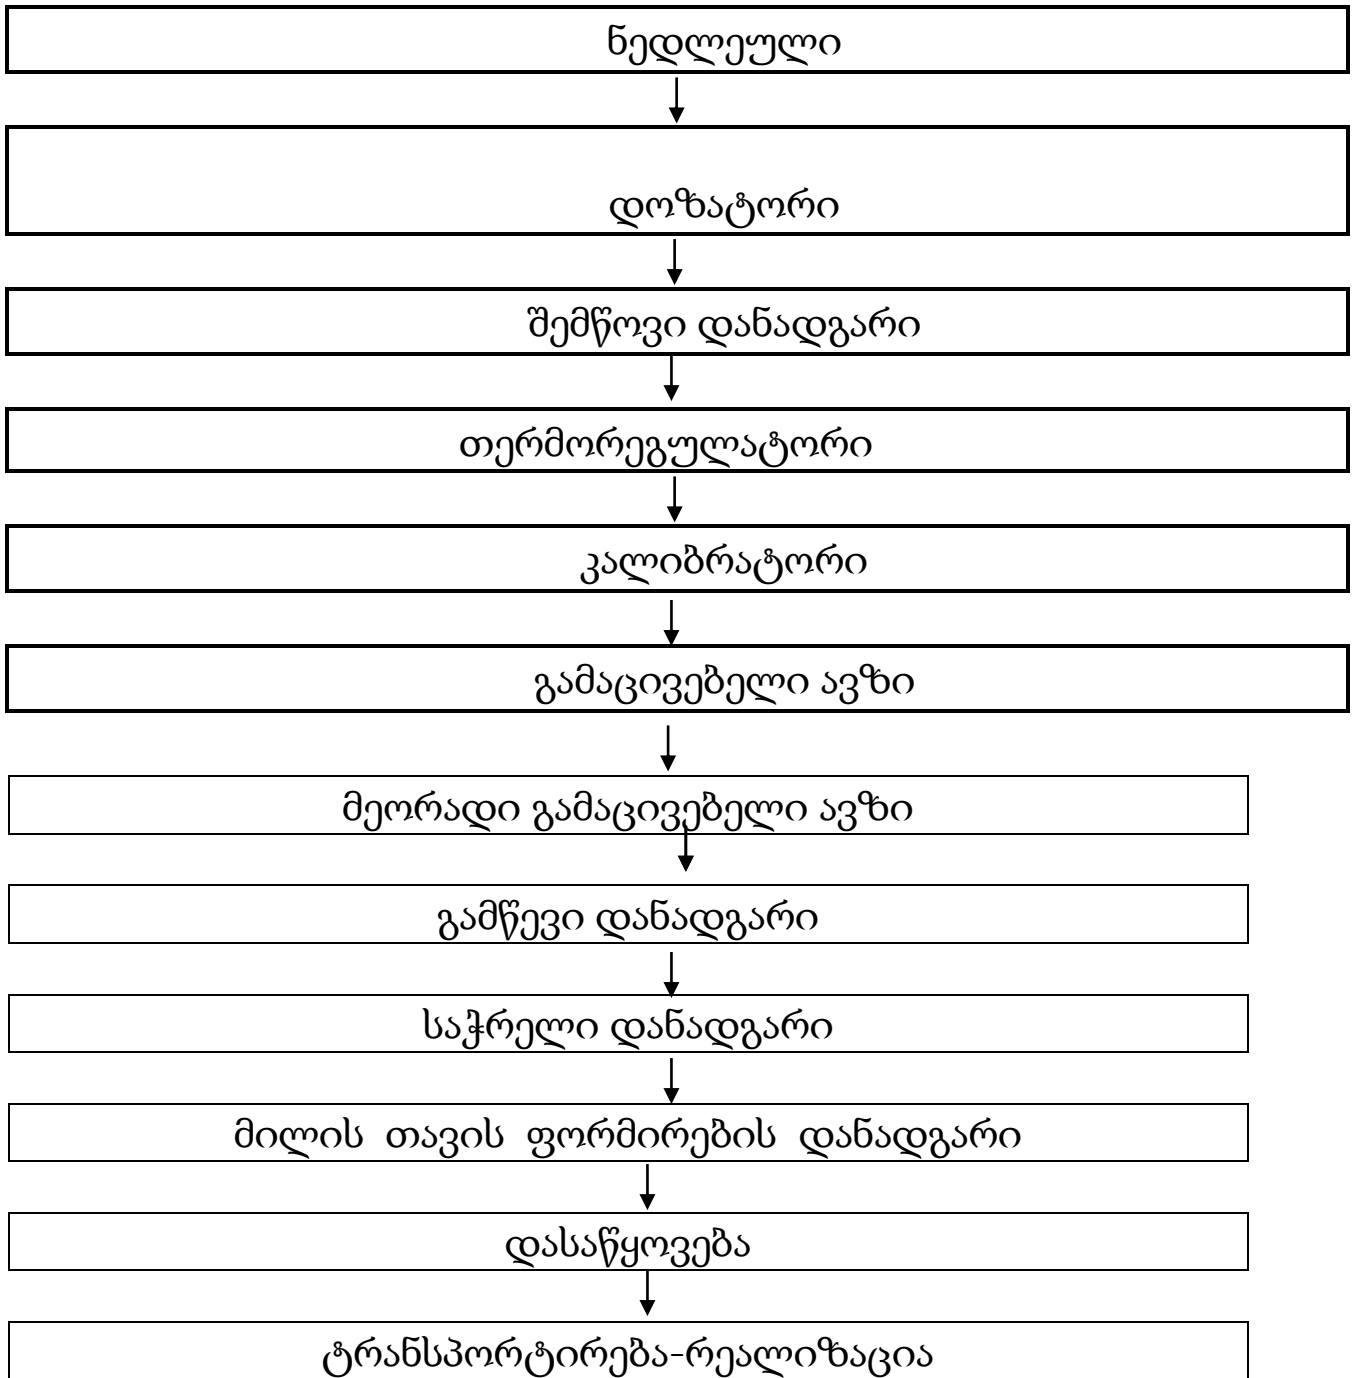 ნედლეული
დოზატორი
შემწოვი დანადგარი
თერმორეგულატორი
კალიბრატორი
გამაცივებელი ავზი
მეორადი გამაცივებელი ავზი
გამწევი დანადგარი
საჭრელი დანადგარი
მილის თავის ფორმირების დანადგარი
დასაწყოვება
ტრანსპორტირება-რეალიზაცია